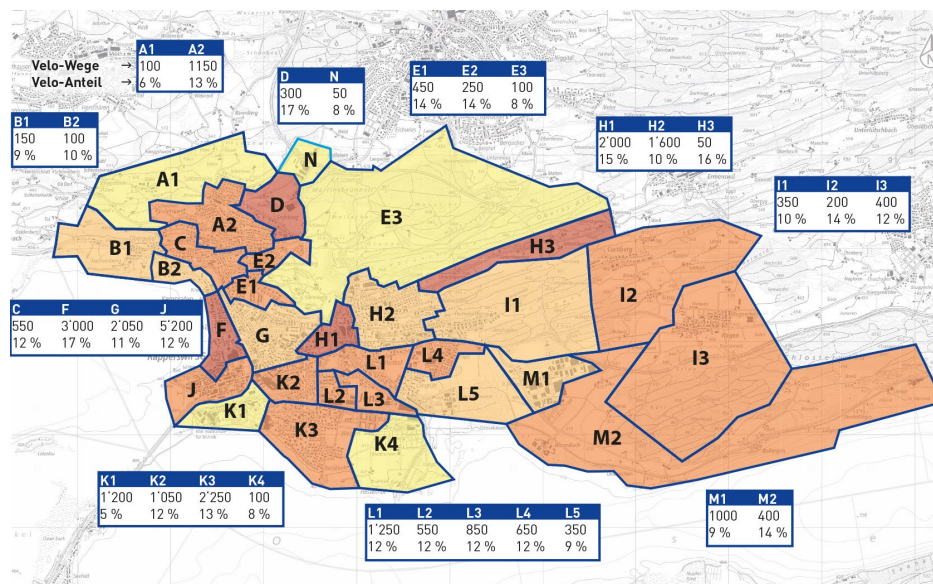 A1 A2
Velo-Wege → 100 1150
Velo-Anteil → 6 % 13 %
D N
300 50
17 % 8 %
E1 E2 E3
450 250 100
14 % 14 % 8 %
B1 B2
150 100
9 % 10 %
H1 H2 H3
2'000 1'600 50
15 % 10 % 16 %
I1 I2 I3
350 200 400
10 % 14 % 12 %
N
A1
D
A2
E3
C
B1
B2
E2
E1
H3
I2
I1
C F G J
550 3'000 2'050 5'200
12 % 17 % 11 % 12 %
F
G
H1
H2
I3
L1
L4
M1
J
K2
L2
L3
L5
K1
K3
K4
M2
K1 K2 K3 K4
1'200 1'050 2'250 100
5 % 12 % 13 % 8 %
L1 L2 L3 L4 L5
1'250 550 850 650 350
12 % 12 % 12 % 12 % 9 %
M1 M2
1000 400
9 % 14 %